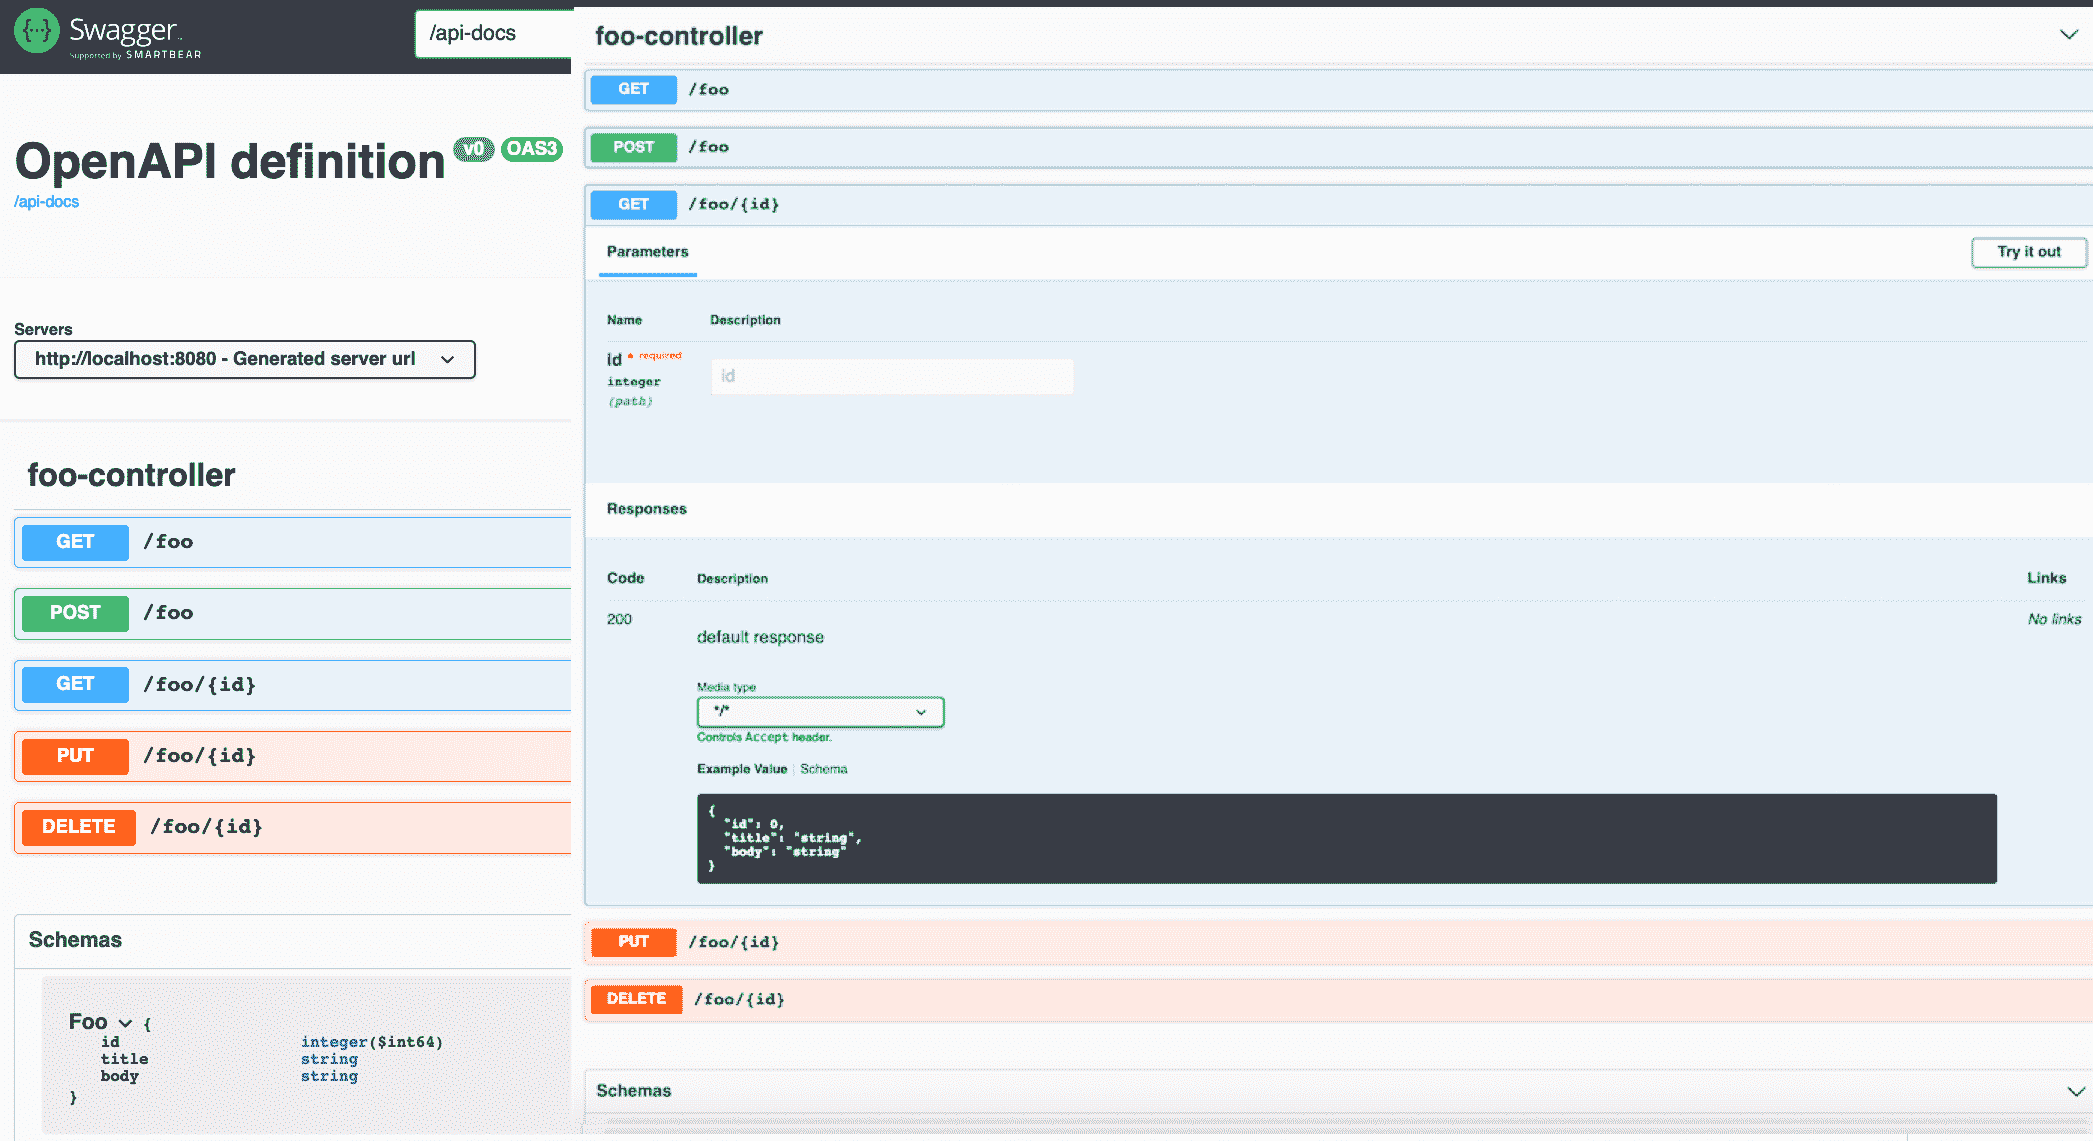 Swagger
Supported by SMARTBEAR
/api-docs
OpenAPI definition v0 OAS3
/api-docs
Servers
http://localhost:8080 - Generated server url
foo-controller
GET /foo
POST /foo
GET /foo/{id}
PUT /foo/{id}
DELETE /foo/{id}
Schemas
Foo {
id integer($int64)
title string
body string
}
foo-controller
GET /foo
POST /foo
GET /foo/{id}
Parameters
Try it out
Name Description
id * required
integer
(path)
id
Responses
Code Description Links
200
default response
No links
Media type
*/*
Controls Accept header.
Example Value | Schema
{
"id": 0,
"title": "string",
"body": "string"
}
PUT /foo/{id}
DELETE /foo/{id}
Schemas